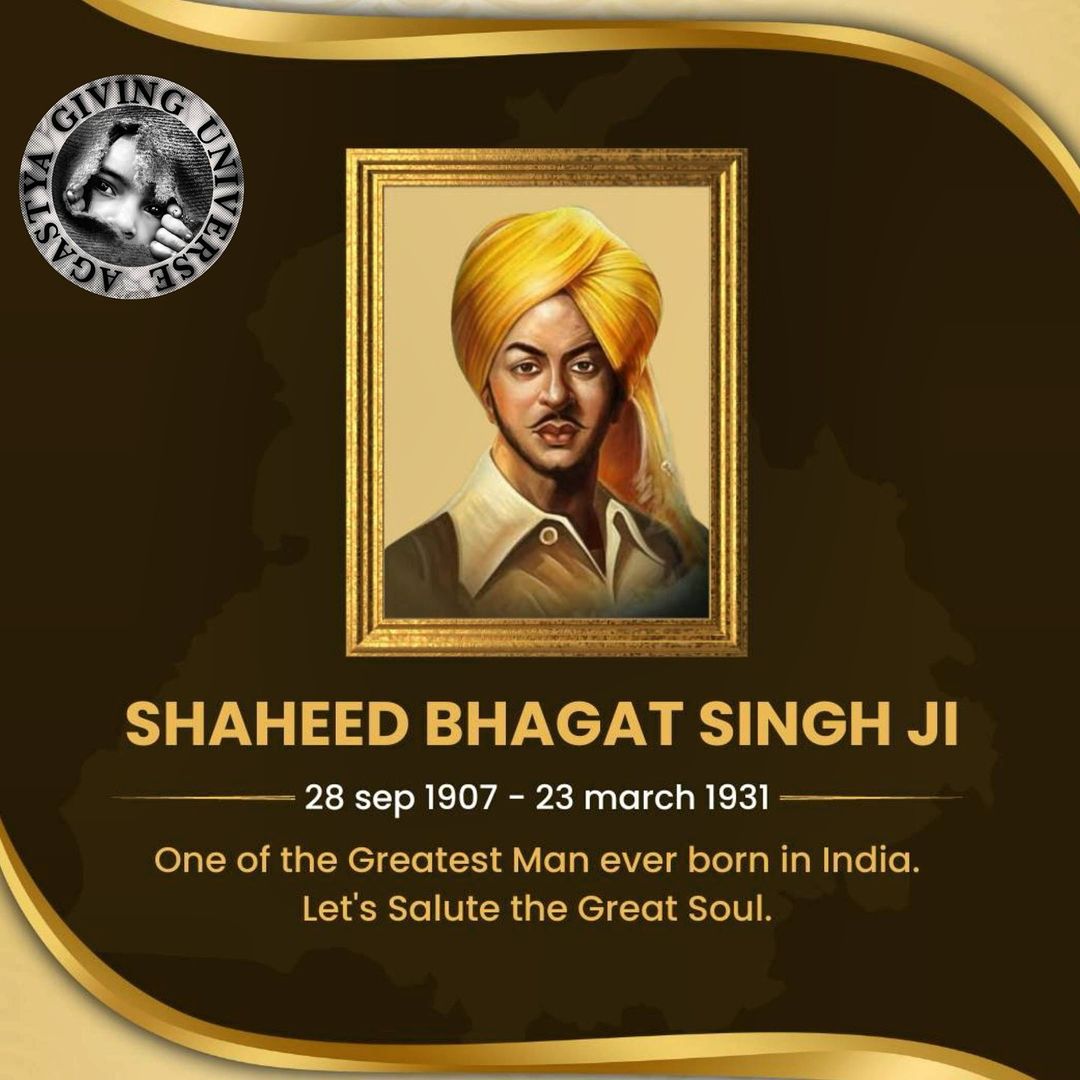 AGASTYA GIVING UNIVERSE
SHAHEED BHAGAT SINGH JI
28 sep 1907 - 23 march 1931
One of the Greatest Man ever born in India.
Let's Salute the Great Soul.